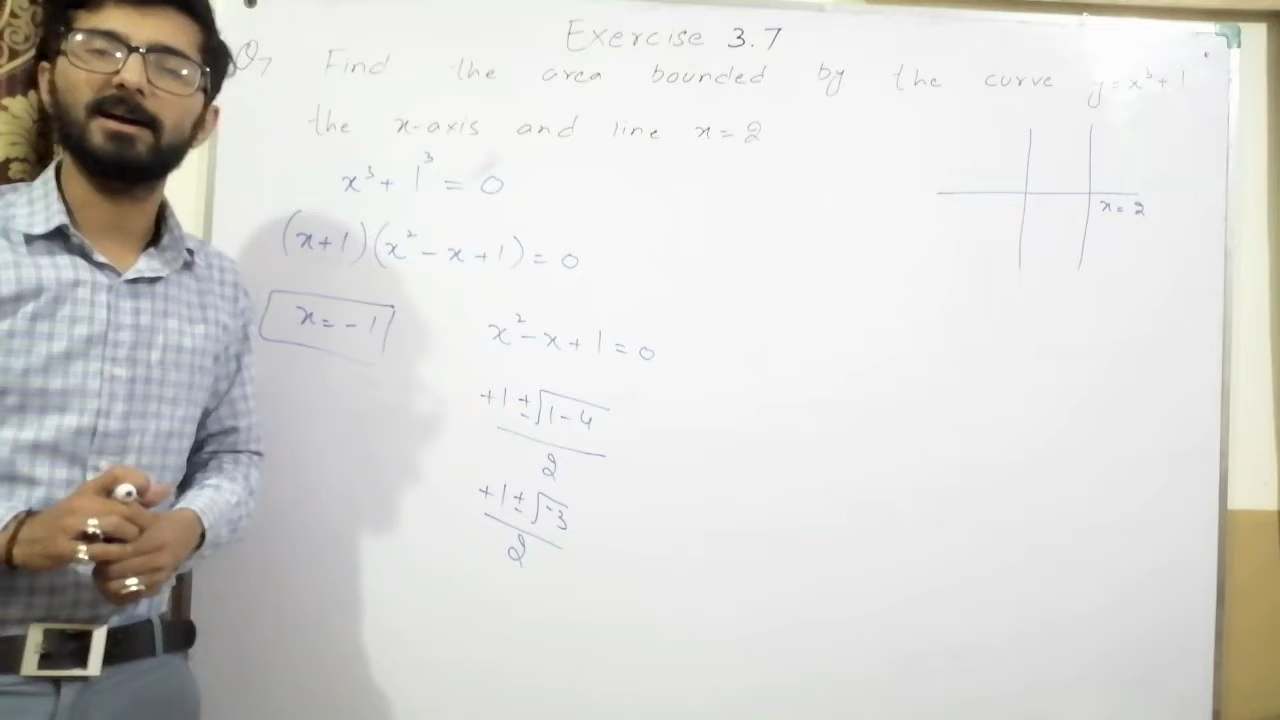 Exercise 3.7
Q7 Find the area bounded by the curve y = x³ + 1
the x-axis and line x = 2
x³ + 1³ = 0
(x+1)(x² - x + 1) = 0
x = -1
x² - x + 1 = 0
+1 ± √1-4 / 2
+1 ± √-3 / 2
x = 2